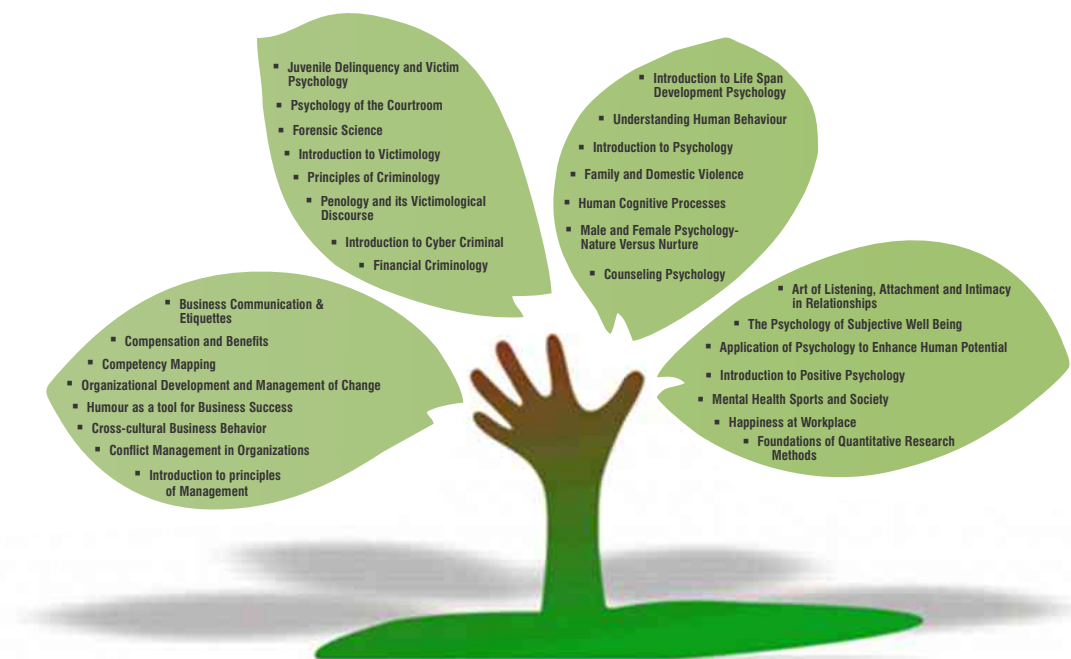 ▪ Juvenile Delinquency and Victim
Psychology
▪ Psychology of the Courtroom
▪ Forensic Science
▪ Introduction to Victimology
▪ Principles of Criminology
▪ Penology and its Victimological
Discourse
▪ Introduction to Cyber Criminal
▪ Financial Criminology
▪ Introduction to Life Span
Development Psychology
▪ Understanding Human Behaviour
▪ Introduction to Psychology
▪ Family and Domestic Violence
▪ Human Cognitive Processes
▪ Male and Female Psychology-
Nature Versus Nurture
▪ Counseling Psychology
▪ Business Communication &
Etiquettes
▪ Compensation and Benefits
▪ Competency Mapping
▪ Organizational Development and Management of Change
▪ Humour as a tool for Business Success
▪ Cross-cultural Business Behavior
▪ Conflict Management in Organizations
▪ Introduction to principles
of Management
▪ Art of Listening, Attachment and Intimacy
in Relationships
▪ The Psychology of Subjective Well Being
▪ Application of Psychology to Enhance Human Potential
▪ Introduction to Positive Psychology
▪ Mental Health Sports and Society
▪ Happiness at Workplace
▪ Foundations of Quantitative Research
Methods